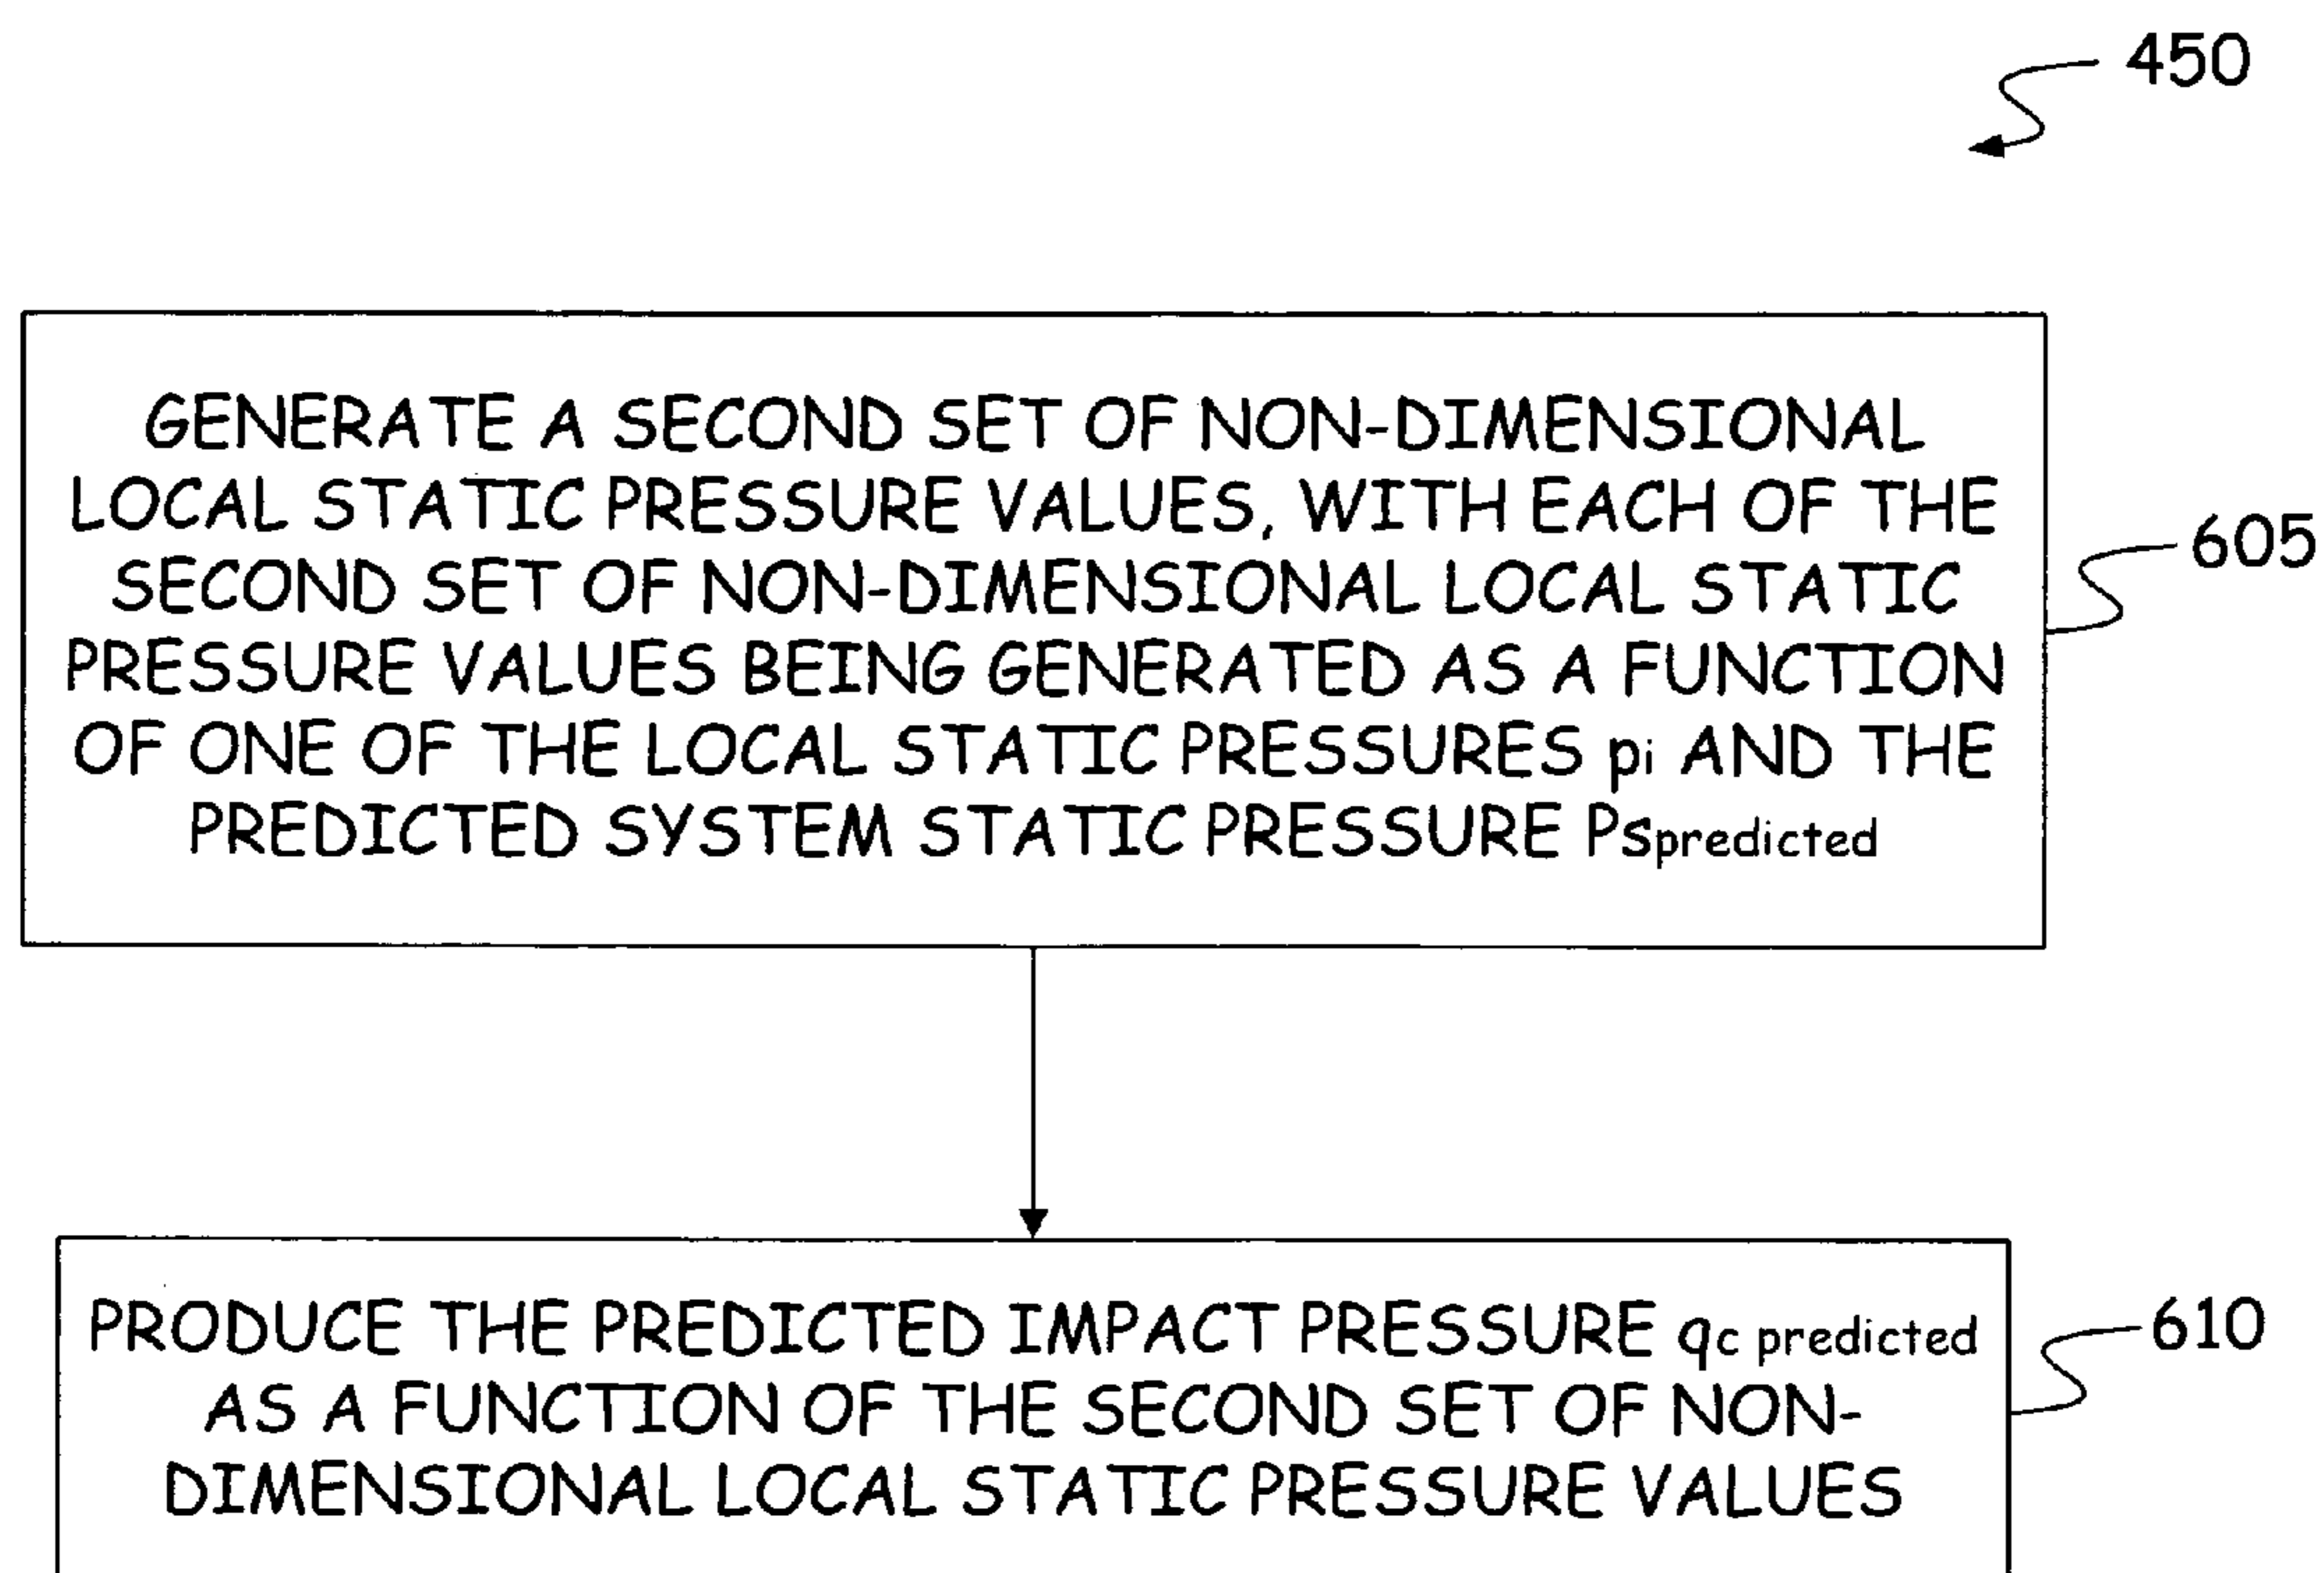 450
GENERATE A SECOND SET OF NON-DIMENSIONAL
LOCAL STATIC PRESSURE VALUES, WITH EACH OF THE
SECOND SET OF NON-DIMENSIONAL LOCAL STATIC
PRESSURE VALUES BEING GENERATED AS A FUNCTION
OF ONE OF THE LOCAL STATIC PRESSURES pi AND THE
PREDICTED SYSTEM STATIC PRESSURE Pspredicted
605
PRODUCE THE PREDICTED IMPACT PRESSURE qc predicted
AS A FUNCTION OF THE SECOND SET OF NON-
DIMENSIONAL LOCAL STATIC PRESSURE VALUES
610